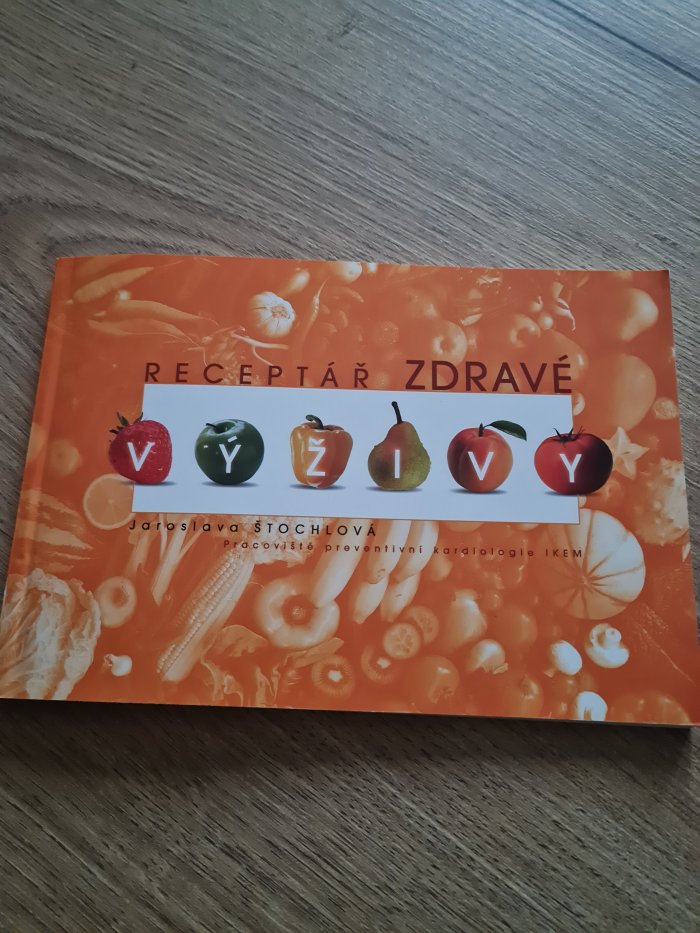 RECEPTÁŘ ZDRAVÉ
VÝŽIVY
Jaroslava ŠTOCHLOVÁ
Pracoviště preventivní kardiologie IKEM